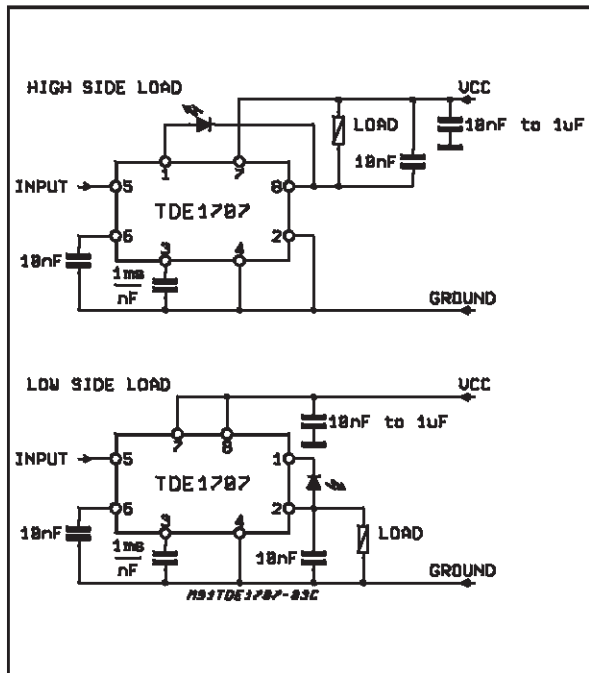 HIGH SIDE LOAD
VCC
LOAD
10nF to 1uF
10nF
1
7
INPUT
5
8
TDE1707
6
2
10nF
3
4
1ms
nF
GROUND
LOW SIDE LOAD
VCC
10nF to 1uF
7
8
INPUT
5
1
TDE1707
6
2
10nF
3
4
LOAD
1ms
nF
10nF
GROUND
M93TDE1707-03C